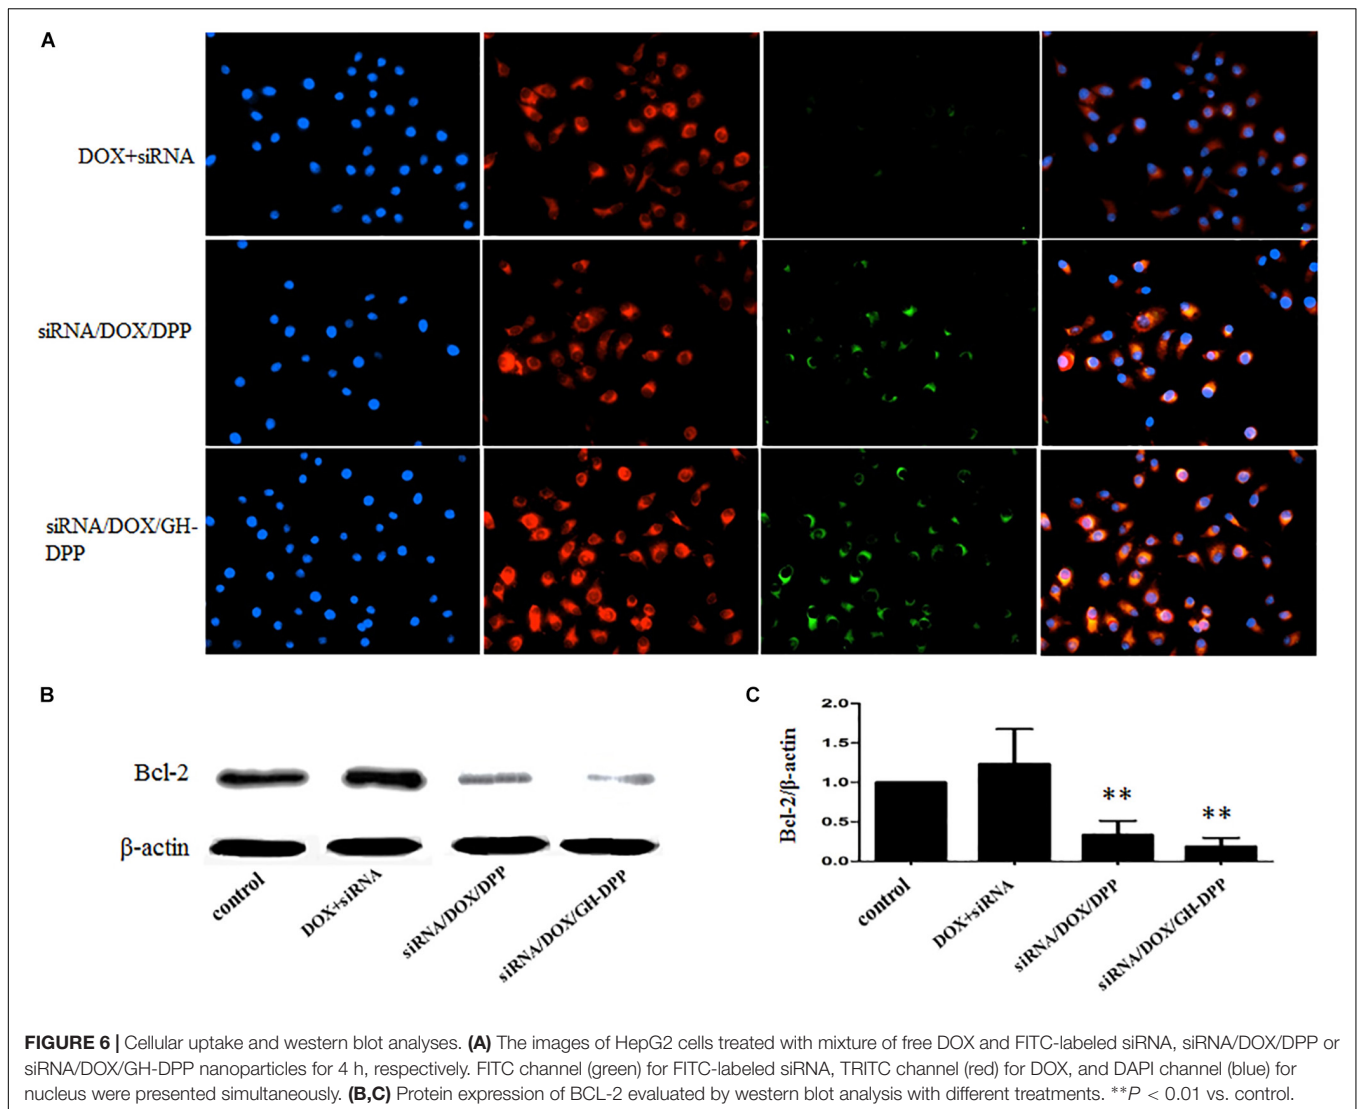 A
DOX+siRNA
siRNA/DOX/DPP
siRNA/DOX/GH-
DPP
B
Bcl-2
β-actin
control
DOX+siRNA
siRNA/DOX/DPP
siRNA/DOX/GH-DPP
C
Bcl-2/β-actin
2.0
1.5
1.0
0.5
0.0
**
**
control
DOX+siRNA
siRNA/DOX/DPP
siRNA/DOX/GH-DPP
FIGURE 6 | Cellular uptake and western blot analyses. (A) The images of HepG2 cells treated with mixture of free DOX and FITC-labeled siRNA, siRNA/DOX/DPP or
siRNA/DOX/GH-DPP nanoparticles for 4 h, respectively. FITC channel (green) for FITC-labeled siRNA, TRITC channel (red) for DOX, and DAPI channel (blue) for
nucleus were presented simultaneously. (B,C) Protein expression of BCL-2 evaluated by western blot analysis with different treatments. **P < 0.01 vs. control.